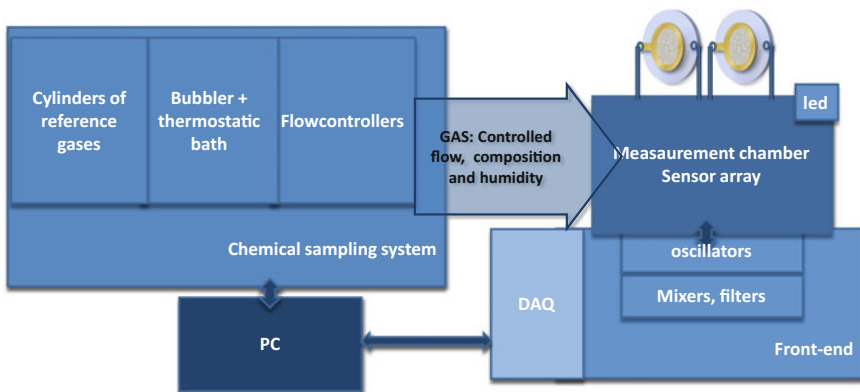 Cylinders of
reference
gases
Bubbler +
thermostatic
bath
Flowcontrollers
Chemical sampling system
GAS: Controlled
flow, composition
and humidity
led
Measaurement chamber
Sensor array
oscillators
Mixers, filters
DAQ
Front-end
PC